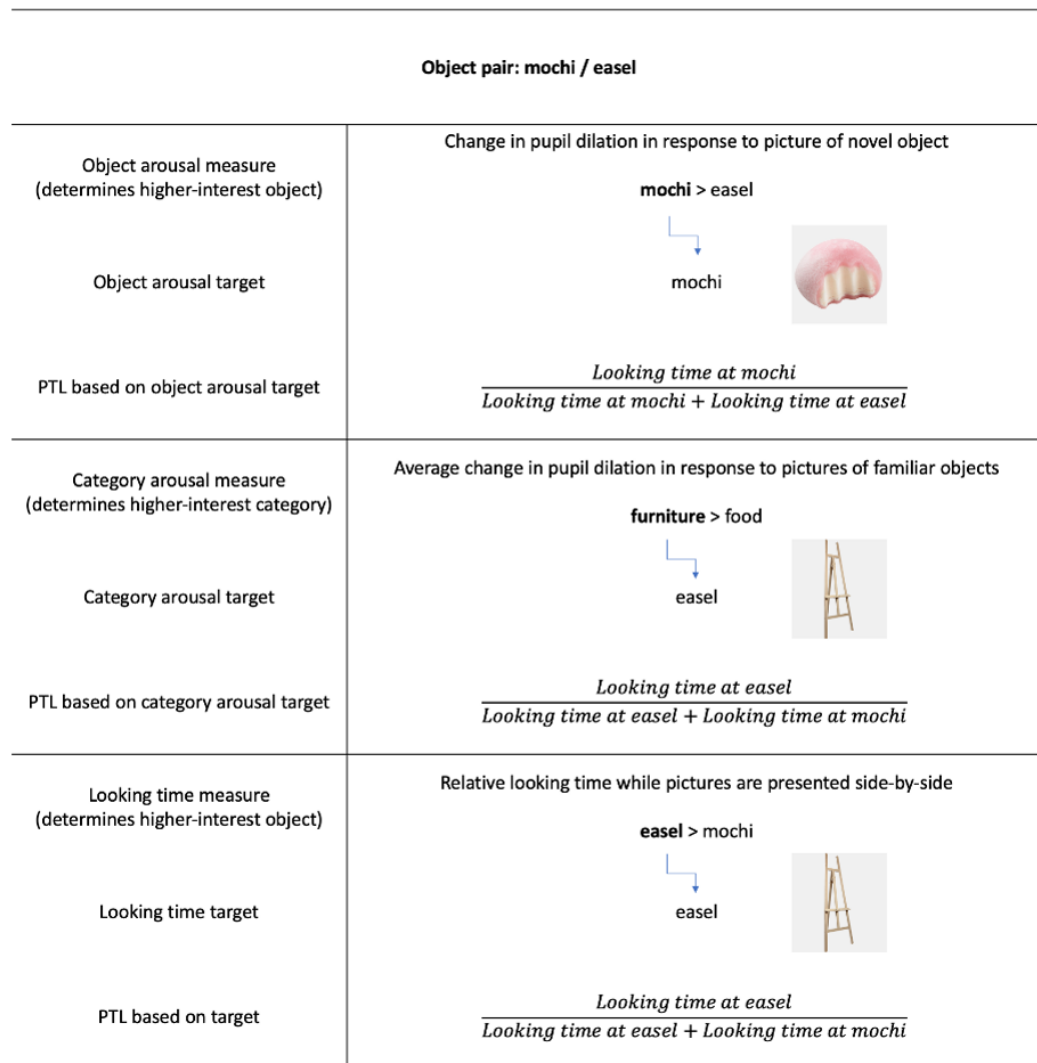 Object pair: mochi / easel
Object arousal measure
(determines higher-interest object)
Change in pupil dilation in response to picture of novel object
mochi > easel
Object arousal target
mochi
PTL based on object arousal target
Looking time at mochi
Looking time at mochi + Looking time at easel
Category arousal measure
(determines higher-interest category)
Average change in pupil dilation in response to pictures of familiar objects
furniture > food
Category arousal target
easel
PTL based on category arousal target
Looking time at easel
Looking time at easel + Looking time at mochi
Looking time measure
(determines higher-interest object)
Relative looking time while pictures are presented side-by-side
easel > mochi
Looking time target
easel
PTL based on target
Looking time at easel
Looking time at easel + Looking time at mochi